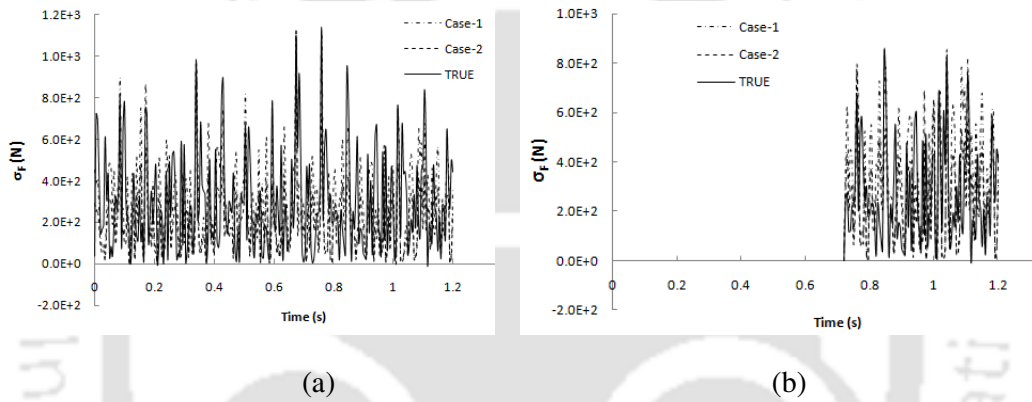 1.2E+3
1.0E+3
8.0E+2
6.0E+2
4.0E+2
2.0E+2
0.0E+0
-2.0E+2
σF (N)
Case-1
Case-2
TRUE
0 0.2 0.4 0.6 0.8 1 1.2
Time (s)
(a)
1.0E+3
8.0E+2
6.0E+2
4.0E+2
2.0E+2
0.0E+0
-2.0E+2
σF (N)
Case-1
Case-2
TRUE
0 0.2 0.4 0.6 0.8 1 1.2
Time (s)
(b)
ati